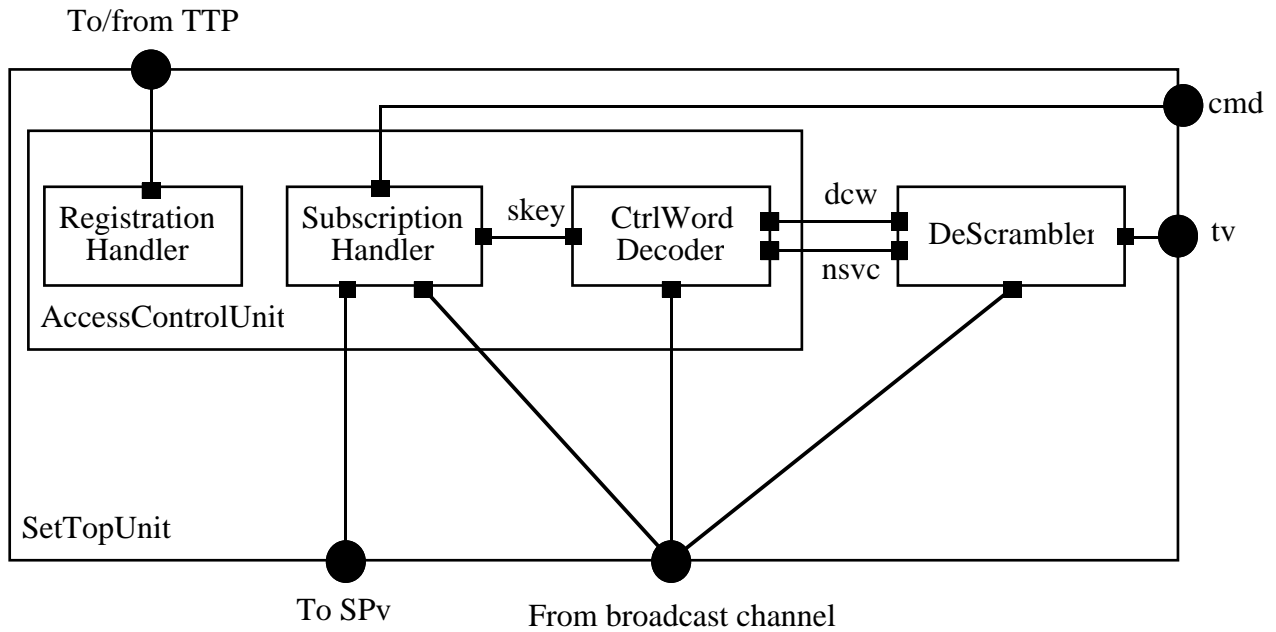 To/from TTP
cmd
Registration
Handler
Subscription
Handler
skey
CtrlWord
Decoder
dcw
nsvc
DeScrambler
tv
AccessControlUnit
SetTopUnit
To SPv
From broadcast channel